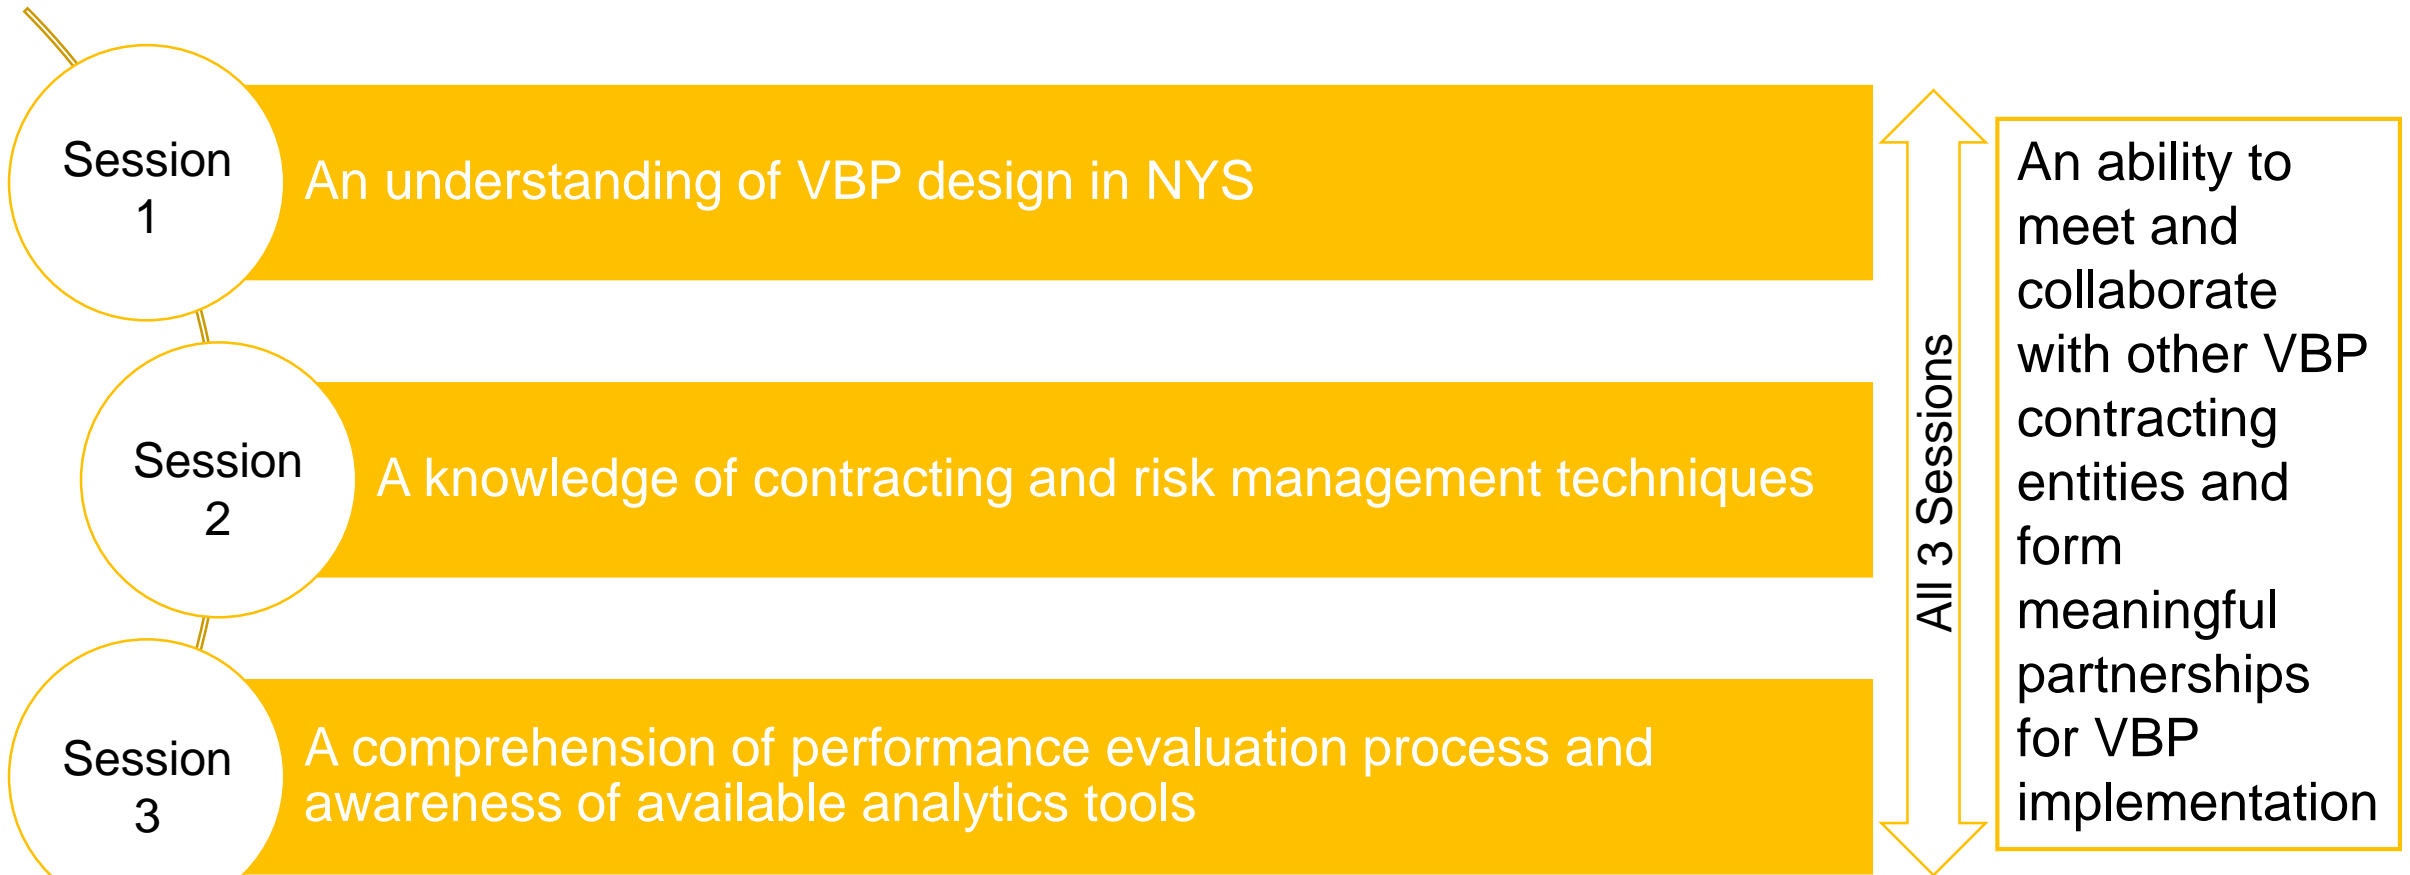 Session
1
An understanding of VBP design in NYS
Session
2
A knowledge of contracting and risk management techniques
Session
3
A comprehension of performance evaluation process and
awareness of available analytics tools
All 3 Sessions
An ability to
meet and
collaborate
with other VBP
contracting
entities and
form
meaningful
partnerships
for VBP
implementation